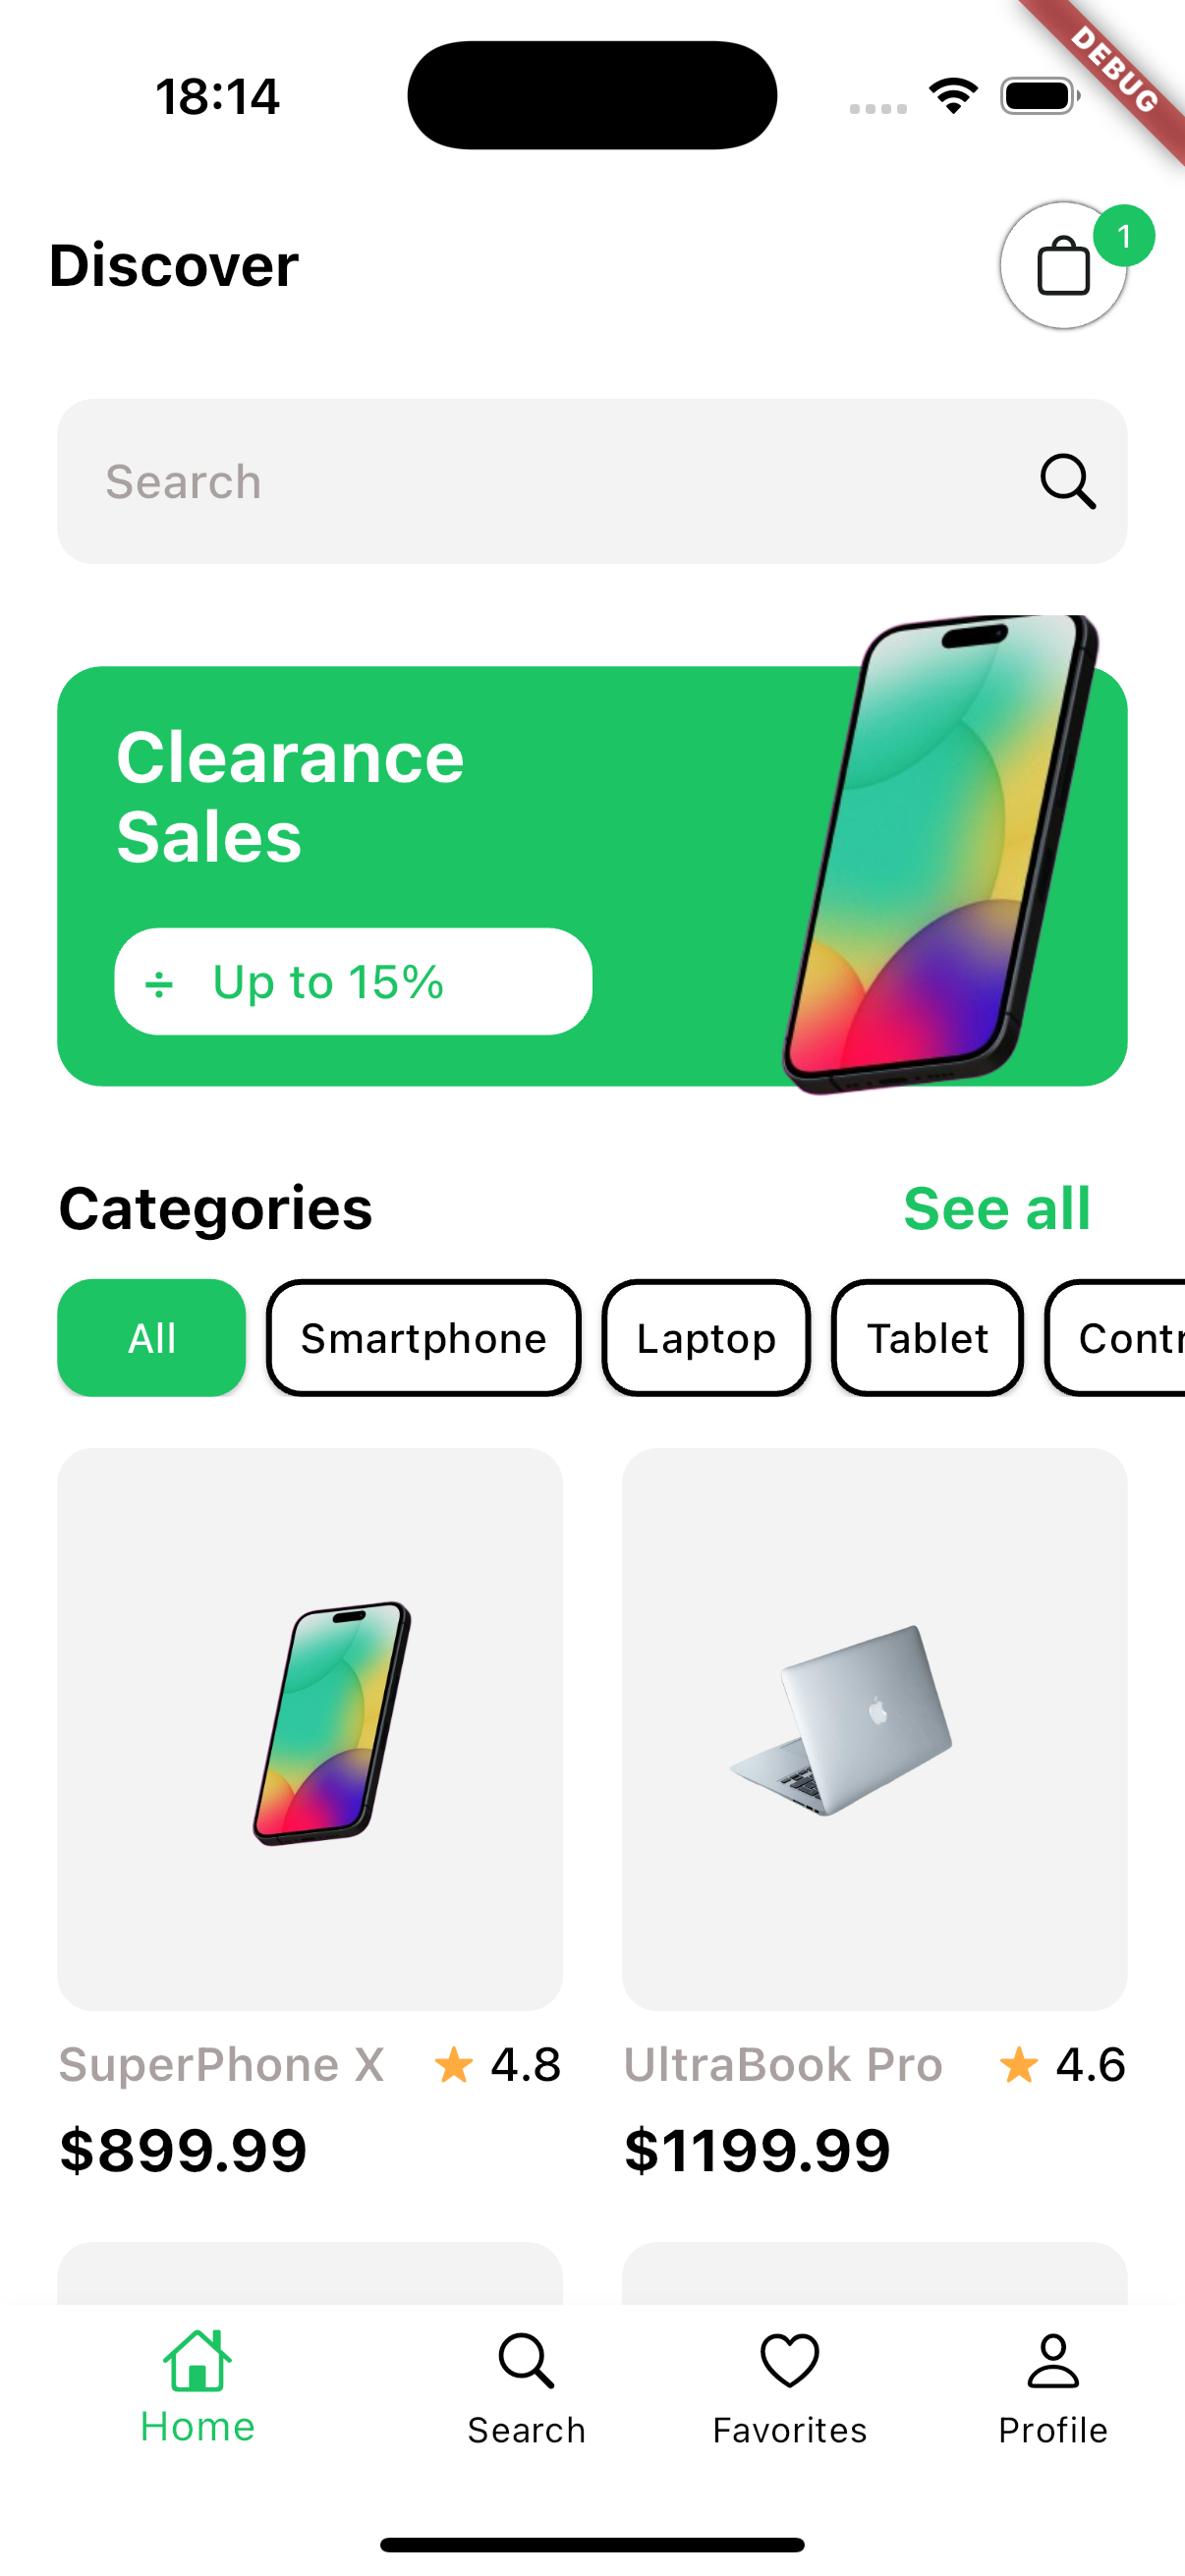 18:14
DEBUG
Discover
1
Search
Clearance
Sales
÷ Up to 15%
Categories
See all
All
Smartphone
Laptop
Tablet
Contr
SuperPhone X
4.8
UltraBook Pro
4.6
$899.99
$1199.99
Home
Search
Favorites
Profile